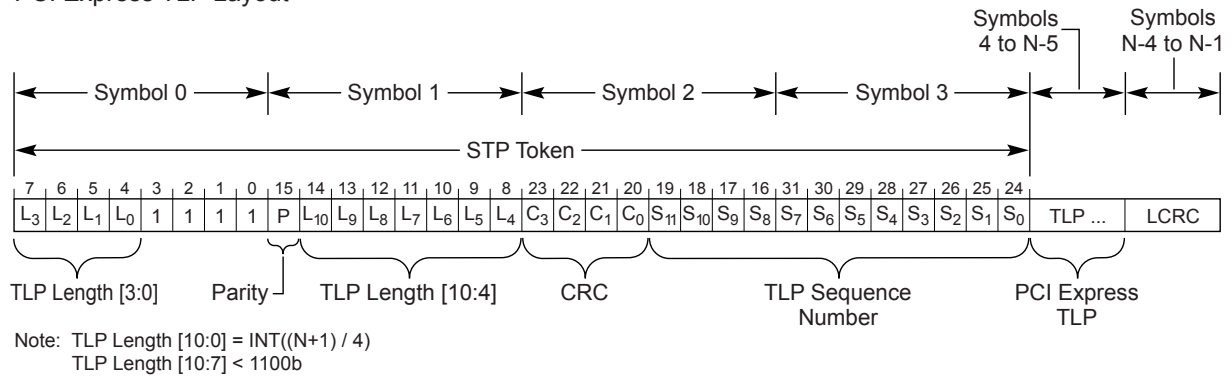 PCI Express TLP Layout
Symbols 4 to N-5
Symbols N-4 to N-1
Symbol 0
Symbol 1
Symbol 2
Symbol 3
STP Token
7 6 5 4 3 2 1 0 15 14 13 12 11 10 9 8 23 22 21 20 19 18 17 16 31 30 29 28 27 26 25 24
L3 L2 L1 L0 1 1 1 1 P L10 L9 L8 L7 L6 L5 L4 C3 C2 C1 C0 S11 S10 S9 S8 S7 S6 S5 S4 S3 S2 S1 S0 TLP ... LCRC
TLP Length [3:0]
Parity
TLP Length [10:4]
CRC
TLP Sequence
Number
PCI Express
TLP
Note: TLP Length [10:0] = INT((N+1) / 4)
TLP Length [10:7] < 1100b